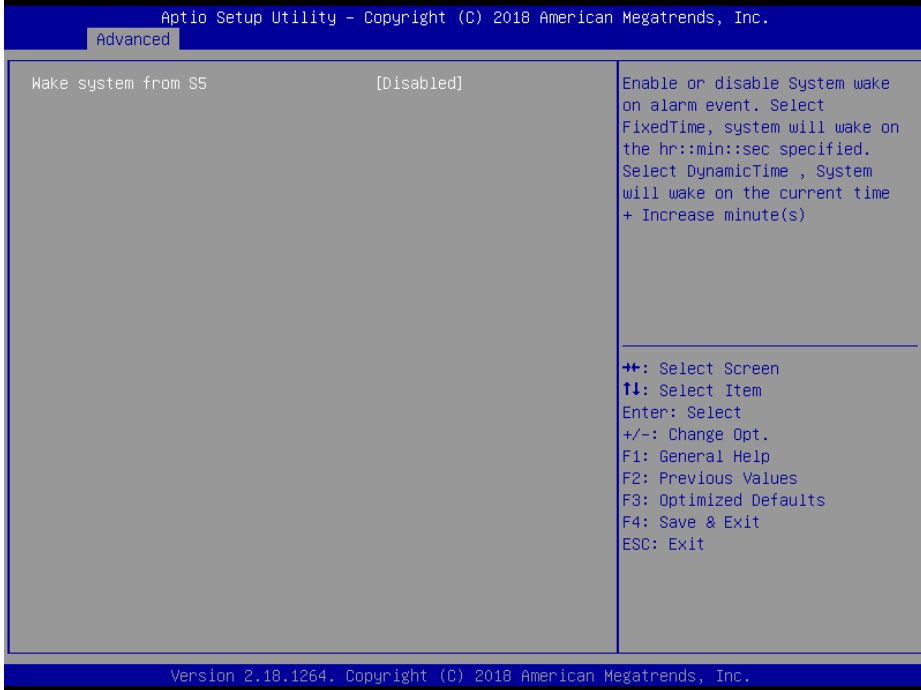 Aptio Setup Utility – Copyright (C) 2018 American Megatrends, Inc.
Advanced
Wake system from S5 [Disabled]
Enable or disable System wake
on alarm event. Select
FixedTime, system will wake on
the hr::min::sec specified.
Select DynamicTime , System
will wake on the current time
+ Increase minute(s)
→←: Select Screen
↑↓: Select Item
Enter: Select
+/-: Change Opt.
F1: General Help
F2: Previous Values
F3: Optimized Defaults
F4: Save & Exit
ESC: Exit
Version 2.18.1264. Copyright (C) 2018 American Megatrends, Inc.